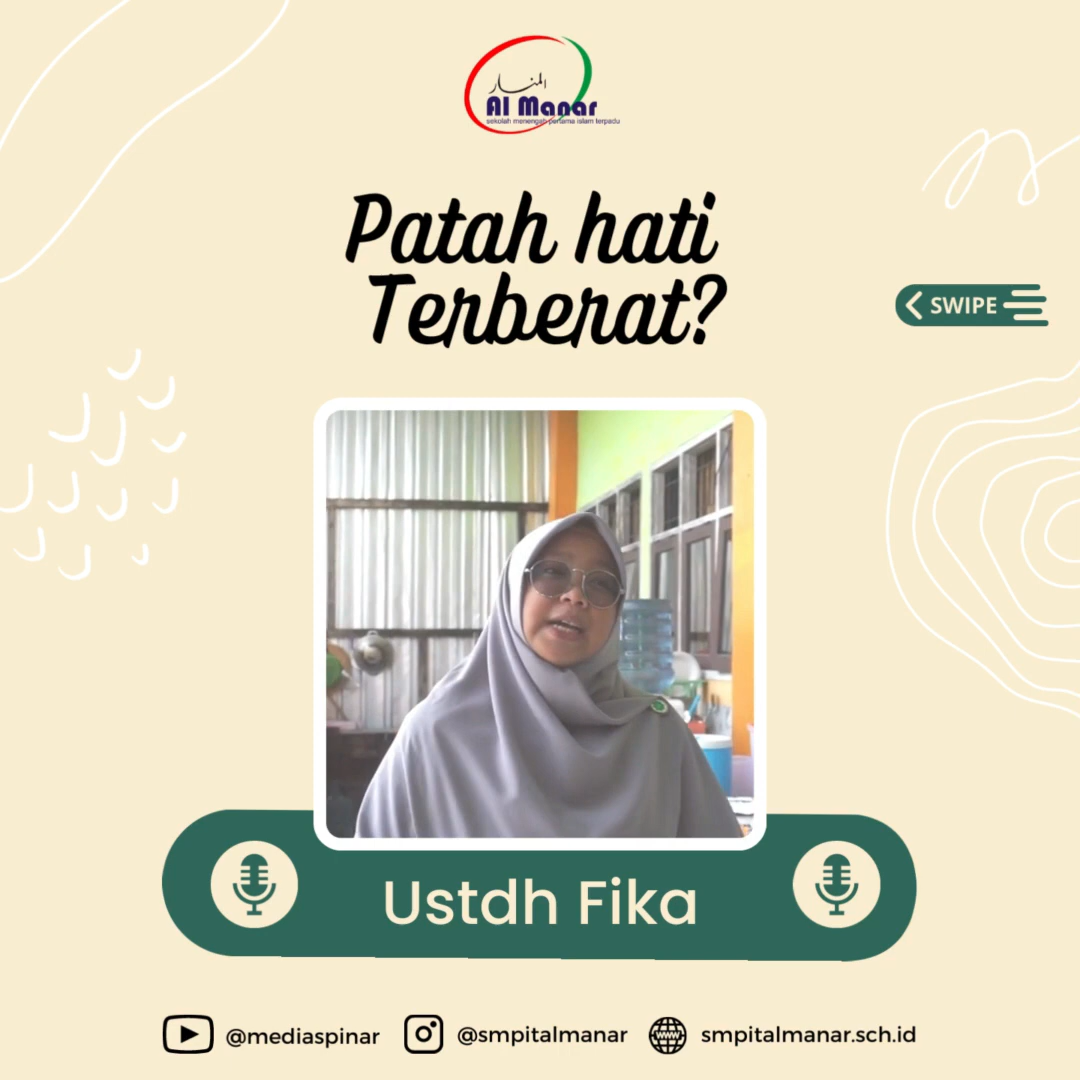 المنار
Al Manar
sekolah menengah pertama islam terpadu
Patah hati
Terberat?
SWIPE
Ustdh Fika
@mediaspinar
@smpitalmanar
www
smpitalmanar.sch.id